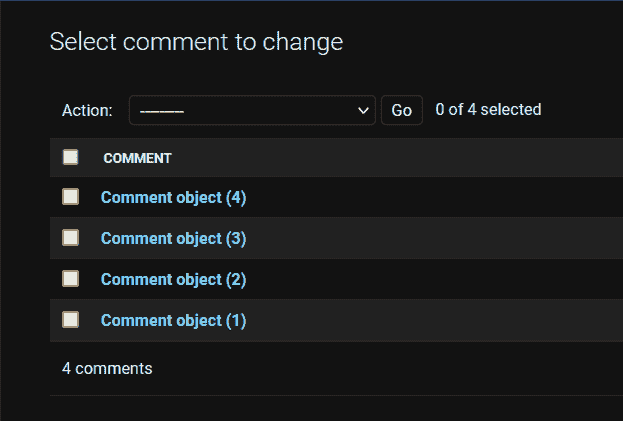 Select comment to change
Action: --------- Go 0 of 4 selected
COMMENT
Comment object (4)
Comment object (3)
Comment object (2)
Comment object (1)
4 comments